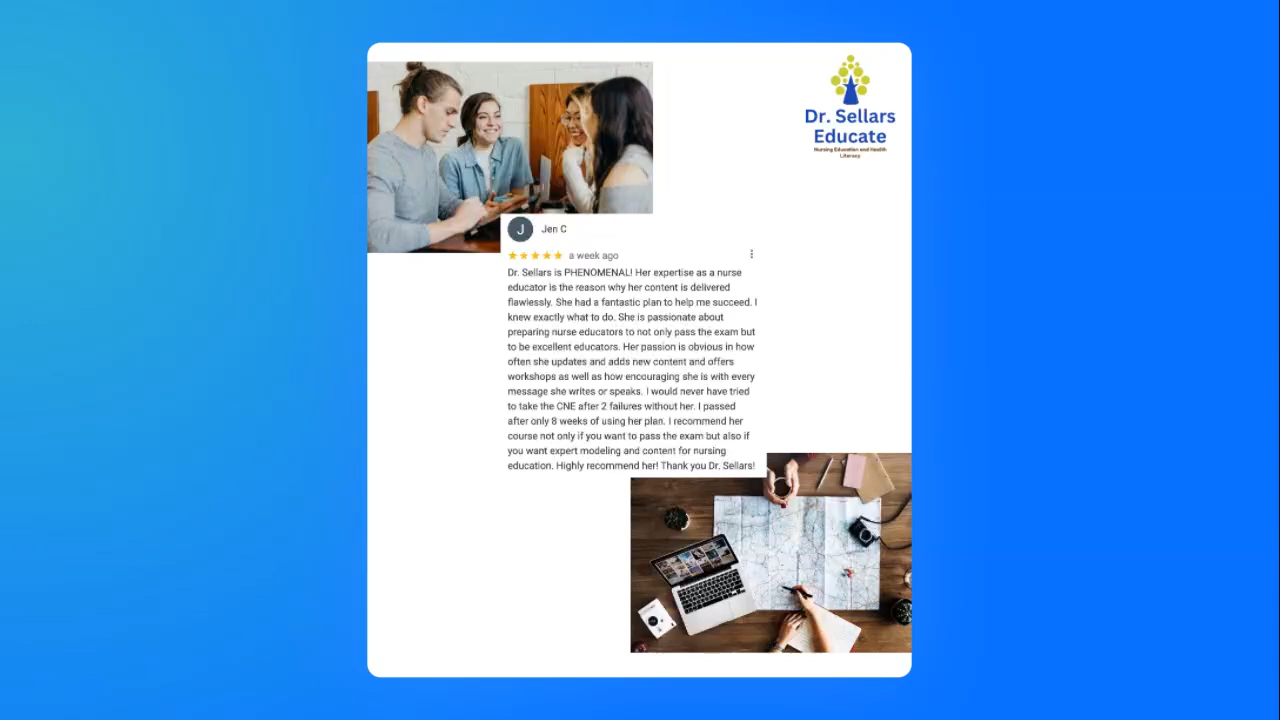 Dr. Sellars
Educate
Nursing Education and Health
Literacy
J
Jen C
a week ago
Dr. Sellars is PHENOMENAL! Her expertise as a nurse
educator is the reason why her content is delivered
flawlessly. She had a fantastic plan to help me succeed. I
knew exactly what to do. She is passionate about
preparing nurse educators to not only pass the exam but
to be excellent educators. Her passion is obvious in how
often she updates and adds new content and offers
workshops as well as how encouraging she is with every
message she writes or speaks. I would never have tried
to take the CNE after 2 failures without her. I passed
after only 8 weeks of using her plan. I recommend her
course not only if you want to pass the exam but also if
you want expert modeling and content for nursing
education. Highly recommend her! Thank you Dr. Sellars!